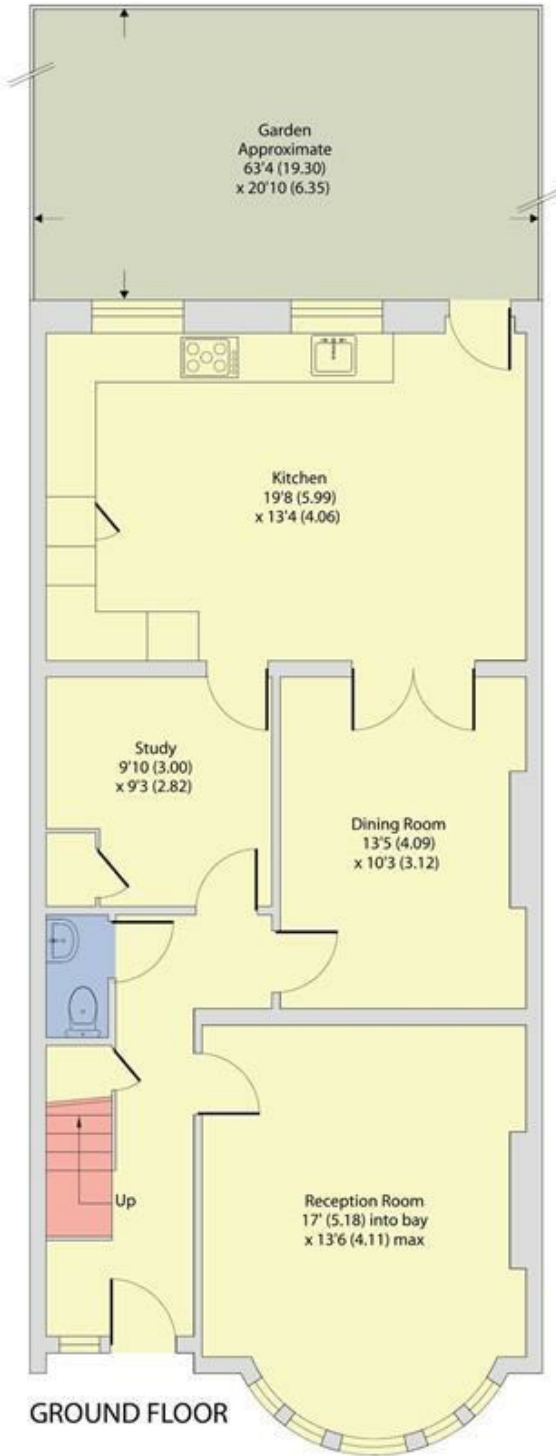 Garden
Approximate
63'4 (19.30)
x 20'10 (6.35)
Kitchen
19'8 (5.99)
x 13'4 (4.06)
Study
9'10 (3.00)
x 9'3 (2.82)
Dining Room
13'5 (4.09)
x 10'3 (3.12)
Up
Reception Room
17' (5.18) into bay
x 13'6 (4.11) max
GROUND FLOOR